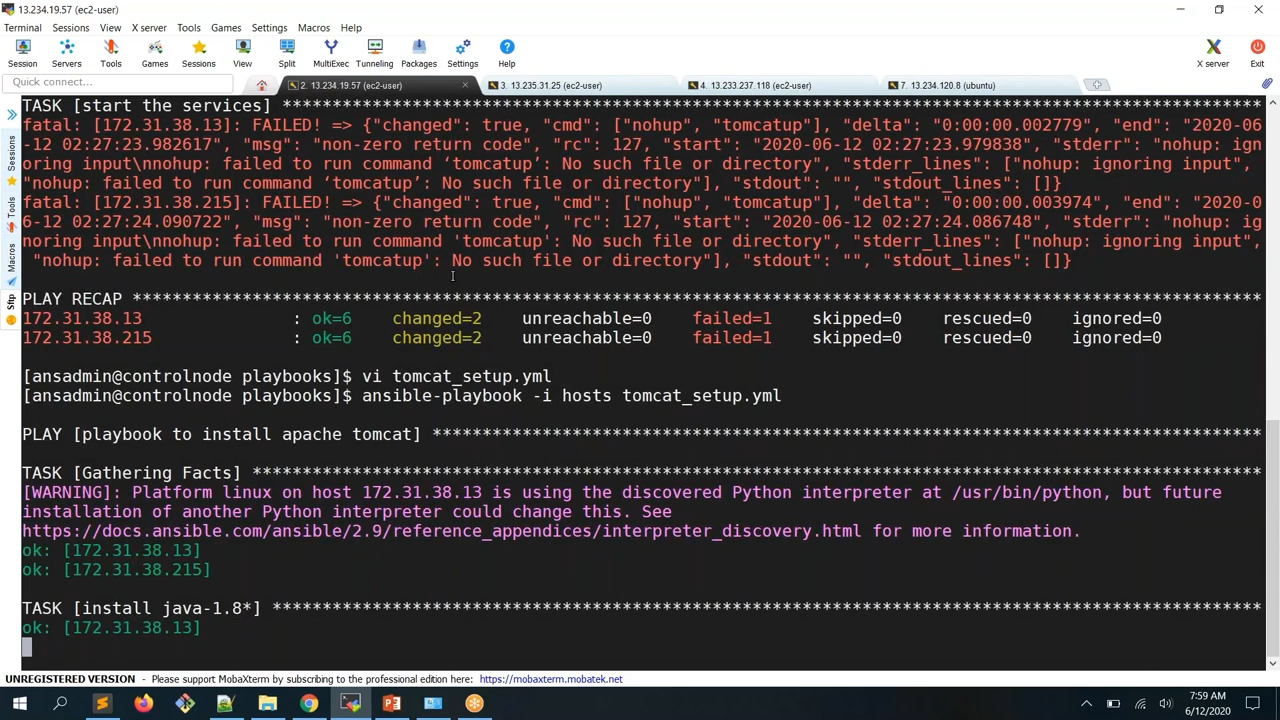 13.234.19.57 (ec2-user)
Terminal Sessions View X server Tools Games Settings Macros Help
Session Servers Tools Games Sessions View Split MultiExec Tunneling Packages Settings Help X server Exit
Quick connect... 2. 13.234.19.57 (ec2-user) 3. 13.235.31.25 (ec2-user) 4. 13.233.237.118 (ec2-user) 7. 13.234.120.8 (ubuntu)
Sessions
Tools
Macros
Sftp
TASK [start the services] **************************************************************************************************
fatal: [172.31.38.13]: FAILED! => {"changed": true, "cmd": ["nohup", "tomcatup"], "delta": "0:00:00.002779", "end": "2020-06
-12 02:27:23.982617", "msg": "non-zero return code", "rc": 127, "start": "2020-06-12 02:27:23.979838", "stderr": "nohup: ign
oring input\nnohup: failed to run command ‘tomcatup’: No such file or directory", "stderr_lines": ["nohup: ignoring input",
"nohup: failed to run command ‘tomcatup’: No such file or directory"], "stdout": "", "stdout_lines": []}
fatal: [172.31.38.215]: FAILED! => {"changed": true, "cmd": ["nohup", "tomcatup"], "delta": "0:00:00.003974", "end": "2020-0
6-12 02:27:24.090722", "msg": "non-zero return code", "rc": 127, "start": "2020-06-12 02:27:24.086748", "stderr": "nohup: ig
noring input\nnohup: failed to run command 'tomcatup': No such file or directory", "stderr_lines": ["nohup: ignoring input",
"nohup: failed to run command 'tomcatup': No such file or directory"], "stdout": "", "stdout_lines": []}
PLAY RECAP *****************************************************************************************************************
172.31.38.13 : ok=6 changed=2 unreachable=0 failed=1 skipped=0 rescued=0 ignored=0
172.31.38.215 : ok=6 changed=2 unreachable=0 failed=1 skipped=0 rescued=0 ignored=0
[ansadmin@controlnode playbooks]$ vi tomcat_setup.yml
[ansadmin@controlnode playbooks]$ ansible-playbook -i hosts tomcat_setup.yml
PLAY [playbook to install apache tomcat] ***********************************************************************************
TASK [Gathering Facts] *****************************************************************************************************
[WARNING]: Platform linux on host 172.31.38.13 is using the discovered Python interpreter at /usr/bin/python, but future
installation of another Python interpreter could change this. See
https://docs.ansible.com/ansible/2.9/reference_appendices/interpreter_discovery.html for more information.
ok: [172.31.38.13]
ok: [172.31.38.215]
TASK [install java-1.8*] ***************************************************************************************************
ok: [172.31.38.13]
UNREGISTERED VERSION - Please support MobaXterm by subscribing to the professional edition here: https://mobaxterm.mobatek.net
7:59 AM
6/12/2020